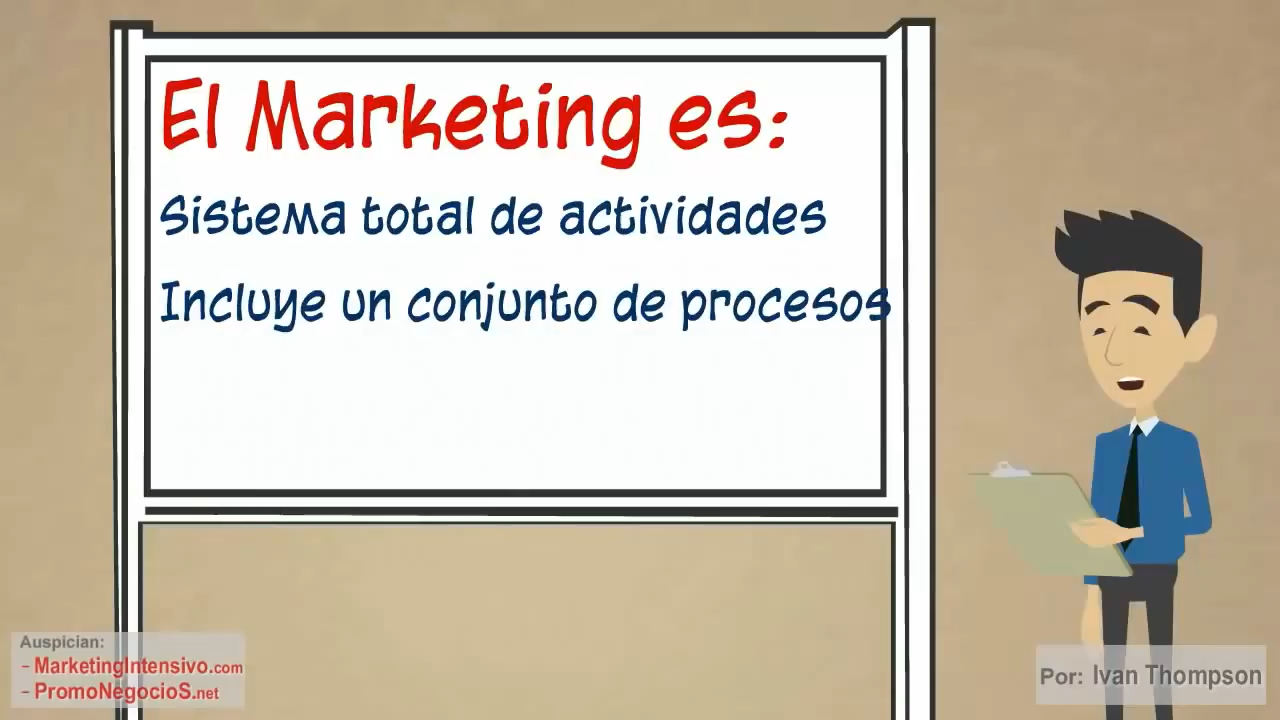 El Marketing es:
Sistema total de actividades
Incluye un conjunto de procesos
Auspician:
- MarketingIntensivo.com
- PromoNegocioS.net
Por: Ivan Thompson